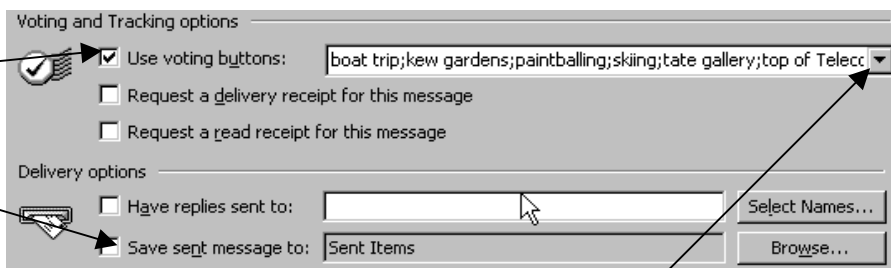 Voting and Tracking options
Use voting buttons: boat trip;kew gardens;paintballing;skiing;tate gallery;top of Telecc
Request a delivery receipt for this message
Request a read receipt for this message
Delivery options
Have replies sent to: Select Names...
Save sent message to: Sent Items Browse...